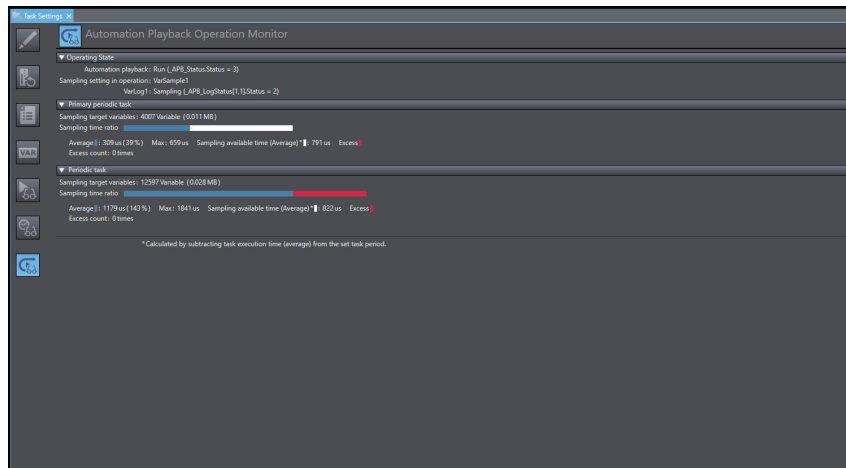 Task Settings ×
Automation Playback Operation Monitor
▼ Operating State
Automation playback: Run (_APB_Status.Status = 3)
Sampling setting in operation: VarSample1
VarLog1: Sampling (_APB_LogStatus[1,1].Status = 2)
▼ Primary periodic task
Sampling target variables: 4007 Variable (0.011 MB)
Sampling time ratio
Average : 309 us (39 %) Max: 659 us Sampling available time (Average) * : 791 us Excess
Excess count: 0 times
VAR
▼ Periodic task
Sampling target variables: 12597 Variable (0.028 MB)
Sampling time ratio
Average : 1179 us (143 %) Max: 1841 us Sampling available time (Average) * : 822 us Excess
Excess count: 0 times
* Calculated by subtracting task execution time (average) from the set task period.